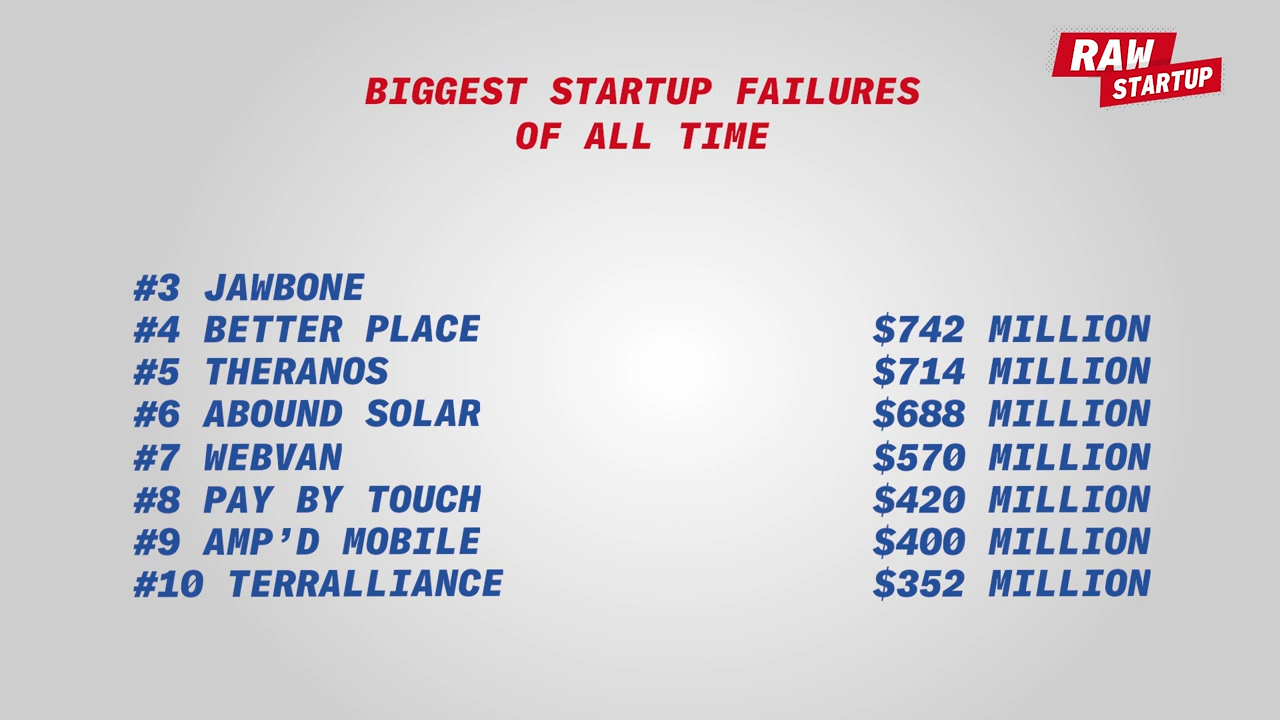 RAW
STARTUP
BIGGEST STARTUP FAILURES
OF ALL TIME
#3 JAWBONE
#4 BETTER PLACE $742 MILLION
#5 THERANOS $714 MILLION
#6 ABOUND SOLAR $688 MILLION
#7 WEBVAN $570 MILLION
#8 PAY BY TOUCH $420 MILLION
#9 AMP’D MOBILE $400 MILLION
#10 TERRALLIANCE $352 MILLION